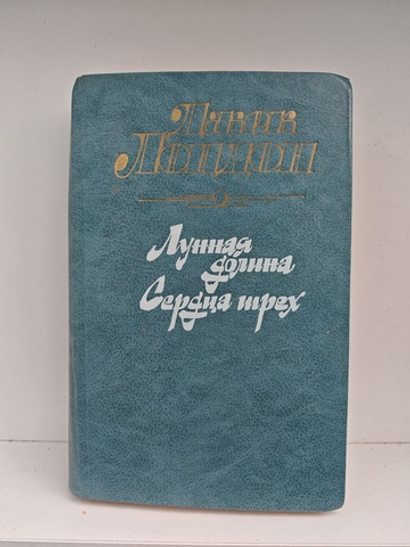 Джек
Лондон
Лунная
долина
Сердца трех